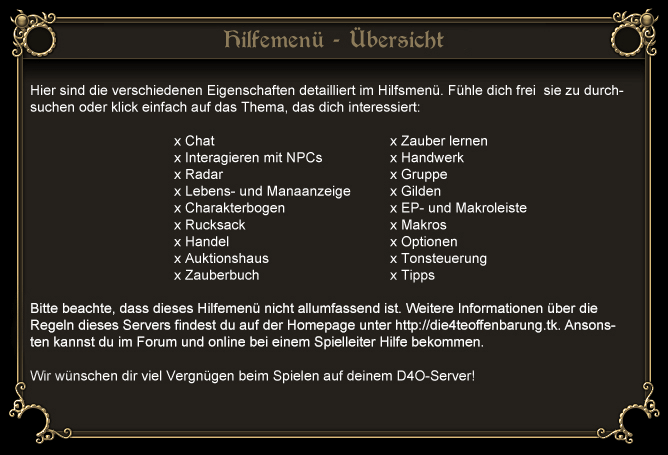 Hilfemenü - Übersicht
Hier sind die verschiedenen Eigenschaften detailliert im Hilfsmenü. Fühle dich frei sie zu durch-
suchen oder klick einfach auf das Thema, das dich interessiert:
x Chat
x Interagieren mit NPCs
x Radar
x Lebens- und Manaanzeige
x Charakterbogen
x Rucksack
x Handel
x Auktionshaus
x Zauberbuch
x Zauber lernen
x Handwerk
x Gruppe
x Gilden
x EP- und Makroleiste
x Makros
x Optionen
x Tonsteuerung
x Tipps
Bitte beachte, dass dieses Hilfemenü nicht allumfassend ist. Weitere Informationen über die
Regeln dieses Servers findest du auf der Homepage unter http://die4teoffenbarung.tk. Ansons-
ten kannst du im Forum und online bei einem Spielleiter Hilfe bekommen.
Wir wünschen dir viel Vergnügen beim Spielen auf deinem D4O-Server!